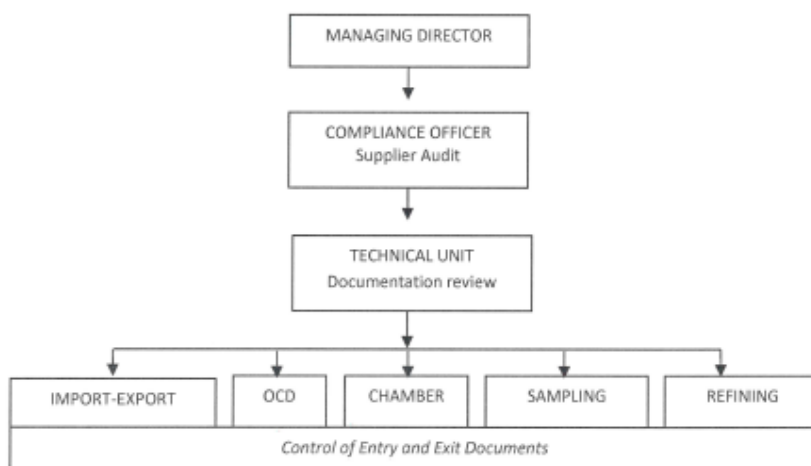 MANAGING DIRECTOR
COMPLIANCE OFFICER
Supplier Audit
TECHNICAL UNIT
Documentation review
IMPORT-EXPORT
OCD
CHAMBER
SAMPLING
REFINING
Control of Entry and Exit Documents